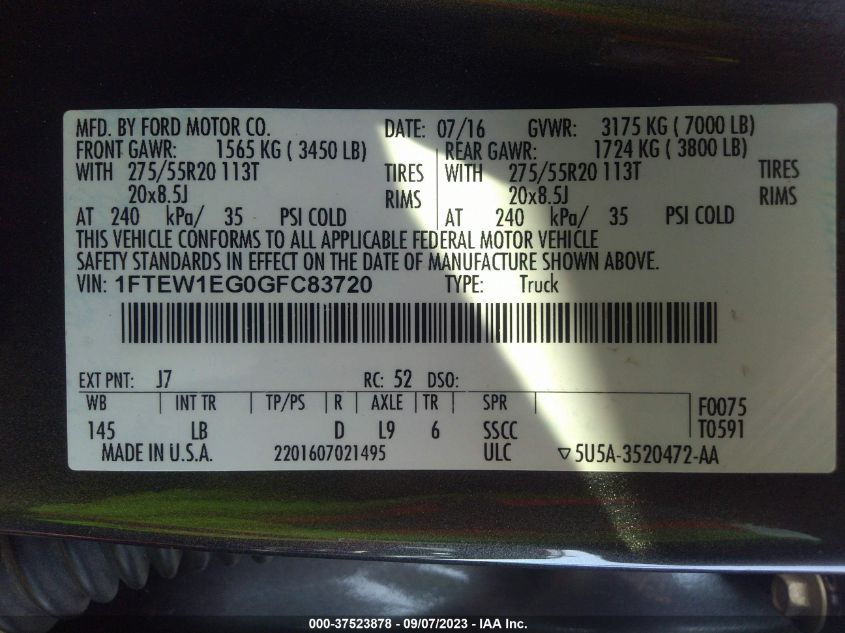 MFD. BY FORD MOTOR CO. DATE: 07/16 GVWR: 3175 KG ( 7000 LB)
FRONT GAWR: 1565 KG ( 3450 LB) REAR GAWR: 1724 KG ( 3800 LB)
WITH 275/55R20 113T TIRES WITH 275/55R20 113T TIRES
20x8.5J RIMS 20x8.5J RIMS
AT 240 kPa/ 35 PSI COLD AT 240 kPa/ 35 PSI COLD
THIS VEHICLE CONFORMS TO ALL APPLICABLE FEDERAL MOTOR VEHICLE
SAFETY STANDARDS IN EFFECT ON THE DATE OF MANUFACTURE SHOWN ABOVE.
VIN: 1FTEW1EG0GFC83720 TYPE: Truck
EXT PNT: J7 RC: 52 DSO:
WB INT TR TP/PS R AXLE TR SPR F0075
145 LB D L9 6 SSCC T0591
MADE IN U.S.A. 2201607021495 ULC ▽5U5A-3520472-AA
000-37523878 - 09/07/2023 - IAA Inc.